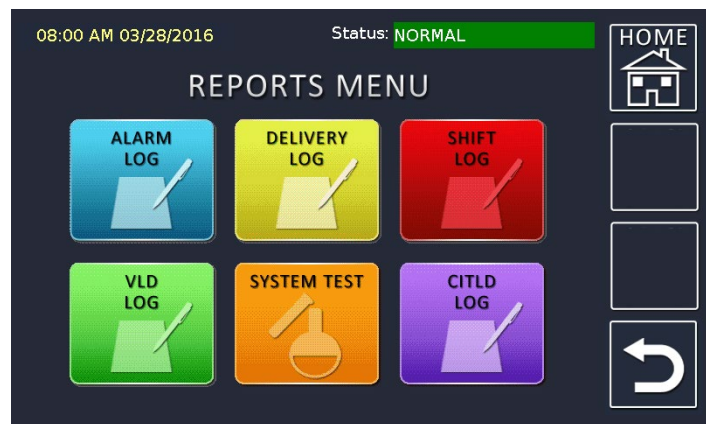 08:00 AM 03/28/2016
Status: NORMAL
HOME
REPORTS MENU
ALARM
LOG
DELIVERY
LOG
SHIFT
LOG
VLD
LOG
SYSTEM TEST
CITLD
LOG